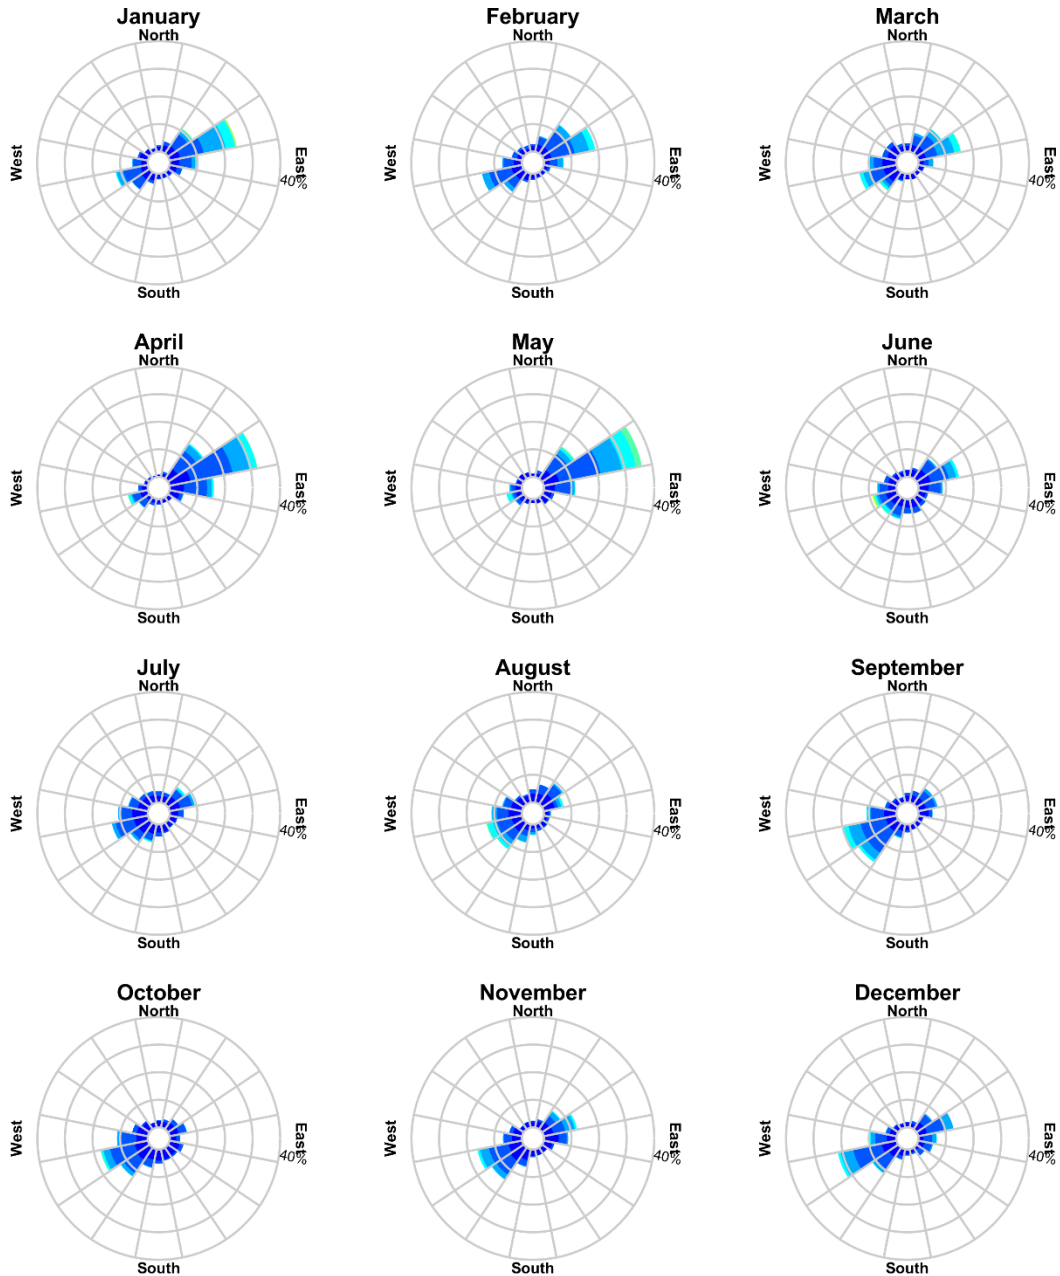 January
North
West
East
40%
South
February
North
West
East
40%
South
March
North
West
East
40%
South
April
North
West
East
40%
South
May
North
West
East
40%
South
June
North
West
East
40%
South
July
North
West
East
40%
South
August
North
West
East
40%
South
September
North
West
East
40%
South
October
North
West
East
40%
South
November
North
West
East
40%
South
December
North
West
East
40%
South